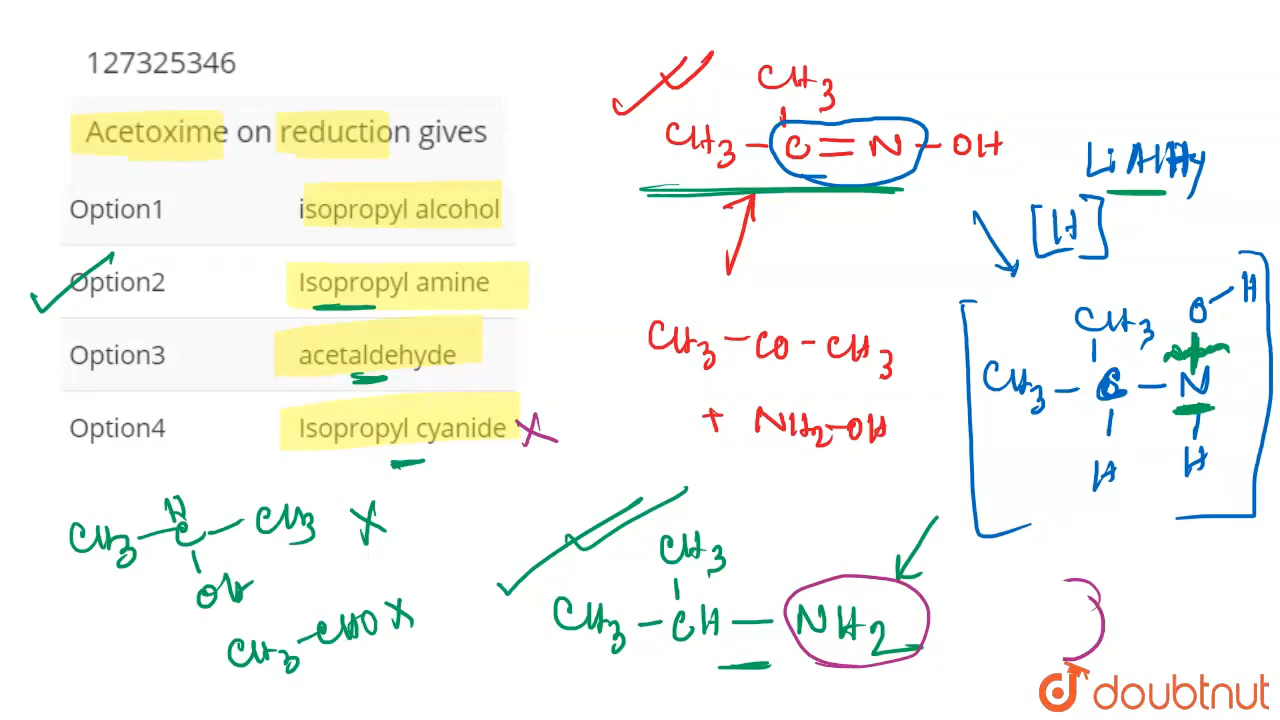 127325346
Acetoxime on reduction gives
Option1 isopropyl alcohol
Option2 Isopropyl amine
Option3 acetaldehyde
Option4 Isopropyl cyanide X
CH3
CH3 – C = N – OH
LiAlH4
[H]
CH3 – CO – CH3
+ NH2–OH
O – H
CH3
CH3 – C – N
H H
H
CH3 – C – CH3 X
OH
CH3 – CHO X
CH3
CH3 – CH – NH2
doubtnut